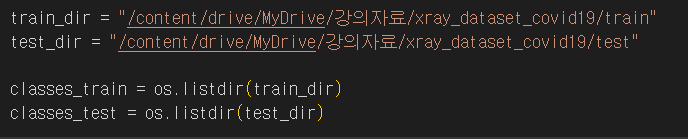 train_dir = "/content/drive/MyDrive/강의자료/xray_dataset_covid19/train"
test_dir = "/content/drive/MyDrive/강의자료/xray_dataset_covid19/test"
classes_train = os.listdir(train_dir)
classes_test = os.listdir(test_dir)